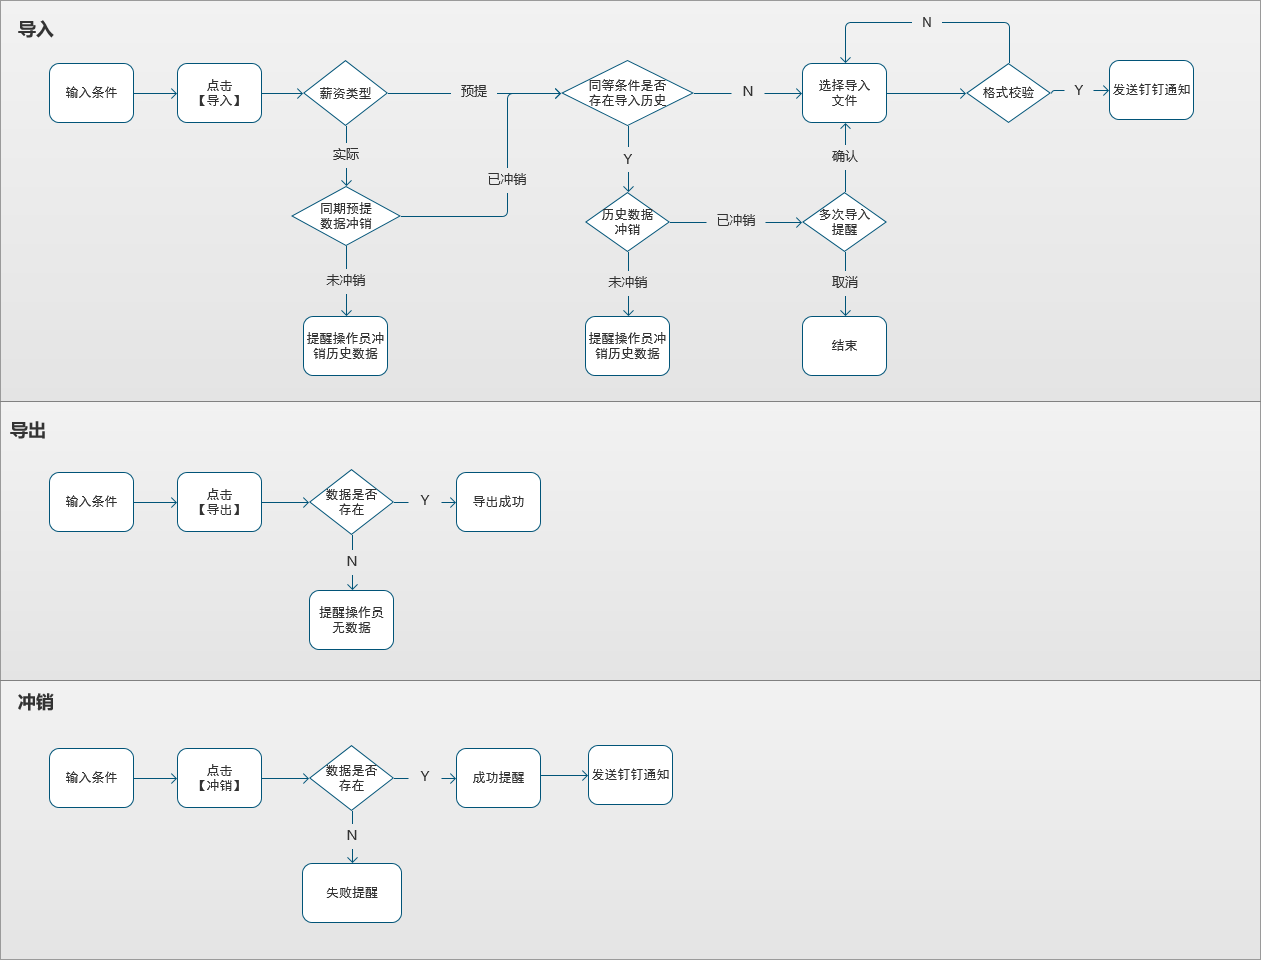 导入
输入条件
点击
【导入】
薪资类型
预提
同等条件是否
存在导入历史
N
选择导入
文件
N
格式校验
Y
发送钉钉通知
实际
同期预提
数据冲销
已冲销
未冲销
提醒操作员冲
销历史数据
Y
历史数据
冲销
已冲销
未冲销
提醒操作员冲
销历史数据
确认
多次导入
提醒
取消
结束
导出
输入条件
点击
【导出】
数据是否
存在
Y
导出成功
N
提醒操作员
无数据
冲销
输入条件
点击
【冲销】
数据是否
存在
Y
成功提醒
发送钉钉通知
N
失败提醒